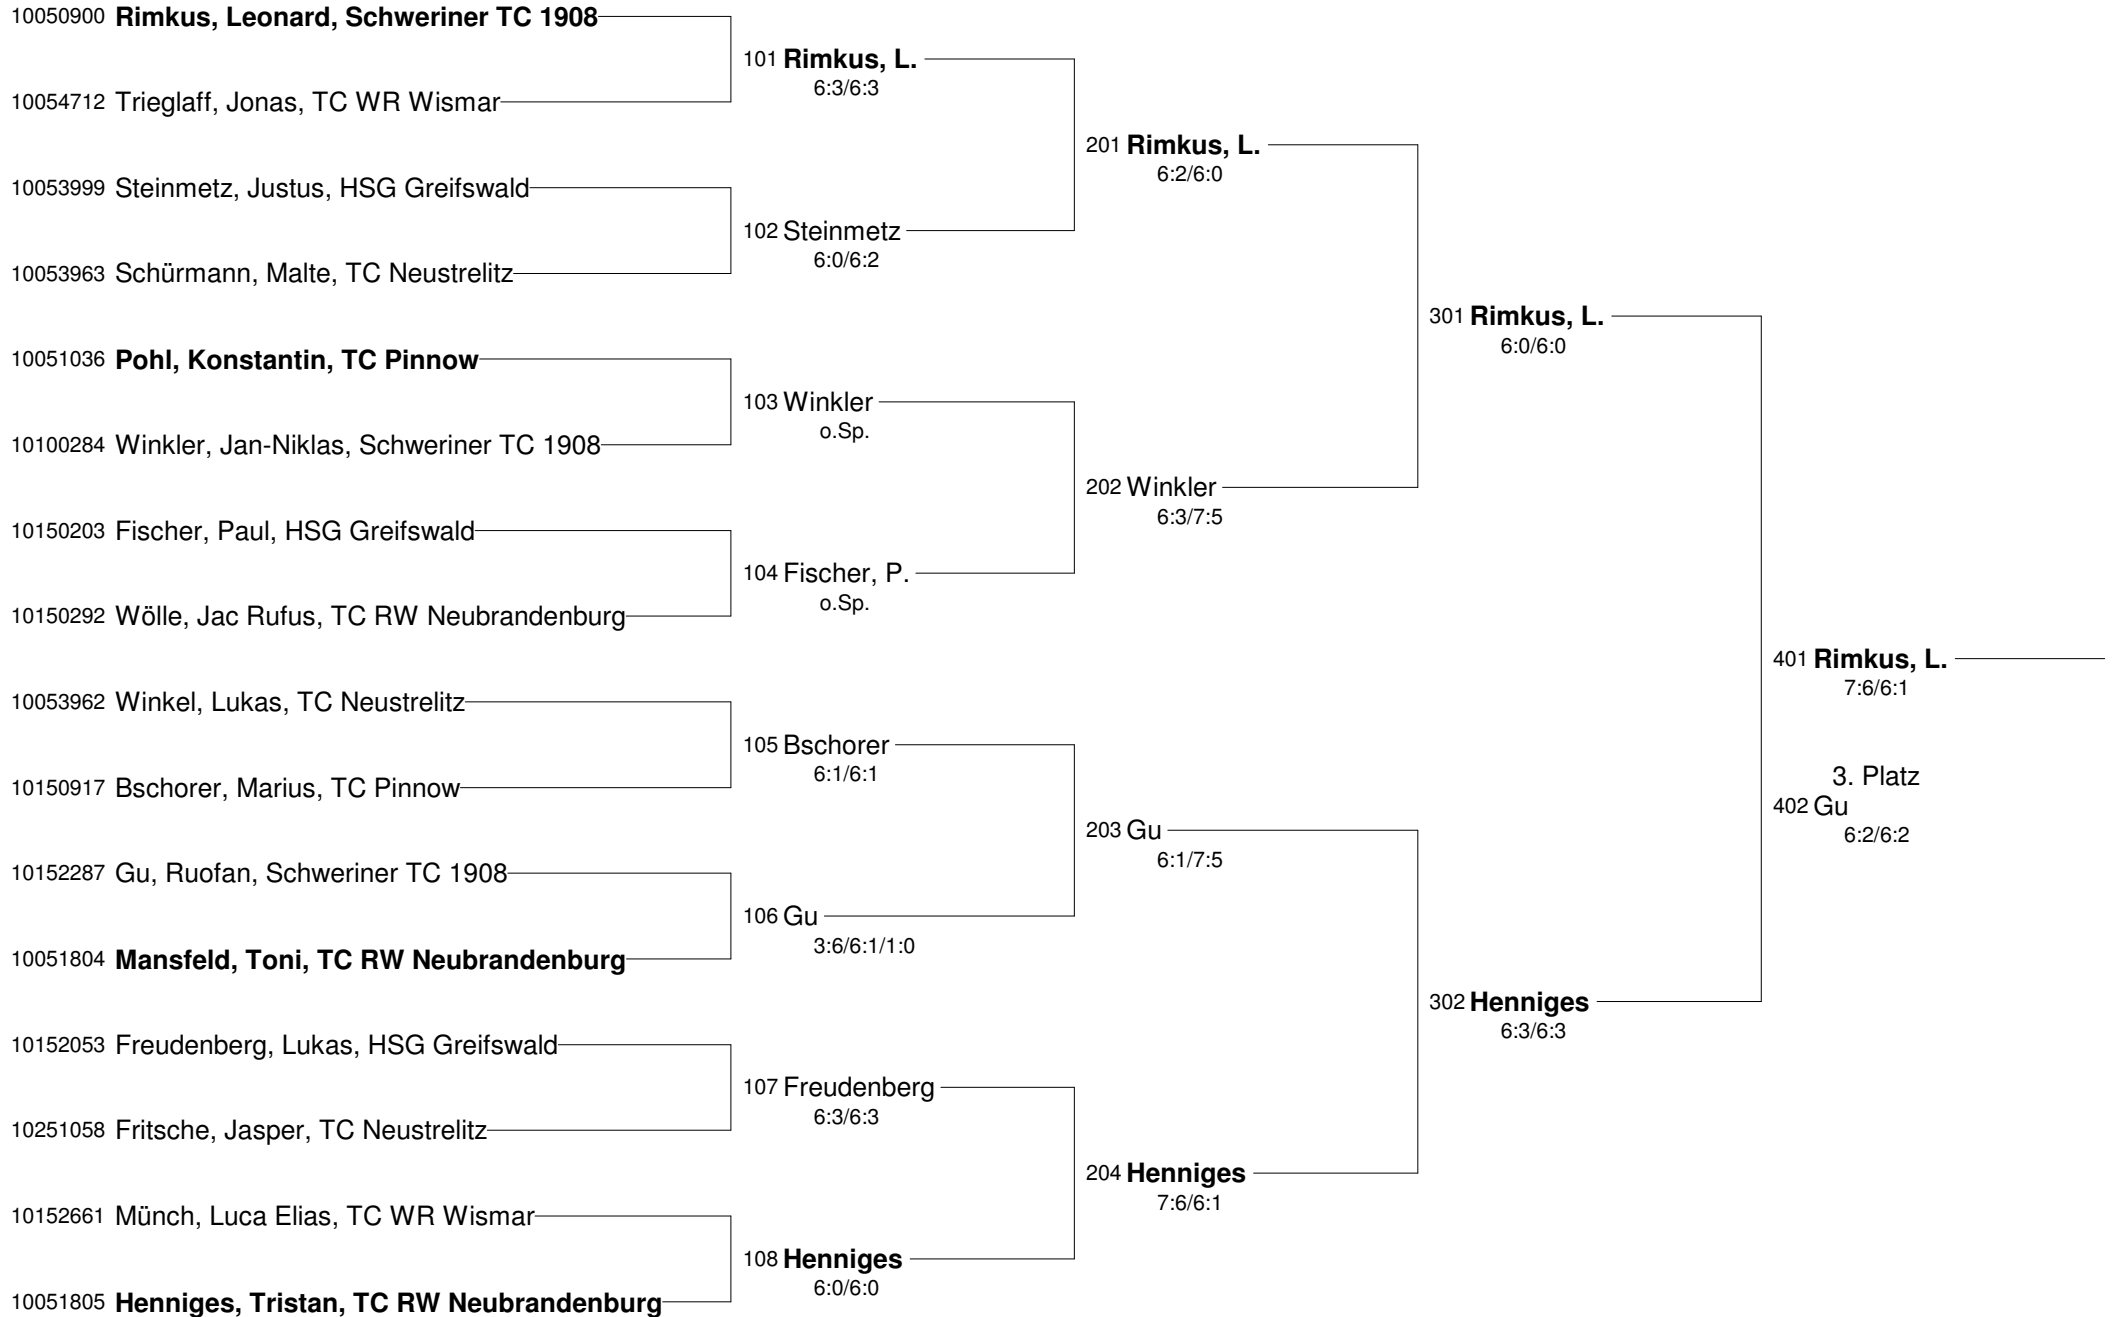 10050900 Rimkus, Leonard, Schweriner TC 1908
101 Rimkus, L.
6:3/6:3
10054712 Trieglaff, Jonas, TC WR Wismar
201 Rimkus, L.
6:2/6:0
10053999 Steinmetz, Justus, HSG Greifswald
102 Steinmetz
6:0/6:2
10053963 Schürmann, Malte, TC Neustrelitz
301 Rimkus, L.
6:0/6:0
10051036 Pohl, Konstantin, TC Pinnow
103 Winkler
o.Sp.
10100284 Winkler, Jan-Niklas, Schweriner TC 1908
202 Winkler
6:3/7:5
10150203 Fischer, Paul, HSG Greifswald
104 Fischer, P.
o.Sp.
10150292 Wölle, Jac Rufus, TC RW Neubrandenburg
401 Rimkus, L.
7:6/6:1
10053962 Winkel, Lukas, TC Neustrelitz
105 Bschorer
6:1/6:1
3. Platz
10150917 Bschorer, Marius, TC Pinnow
402 Gu
6:2/6:2
203 Gu
6:1/7:5
10152287 Gu, Ruofan, Schweriner TC 1908
106 Gu
3:6/6:1/1:0
10051804 Mansfeld, Toni, TC RW Neubrandenburg
302 Henniges
6:3/6:3
10152053 Freudenberg, Lukas, HSG Greifswald
107 Freudenberg
6:3/6:3
10251058 Fritsche, Jasper, TC Neustrelitz
204 Henniges
7:6/6:1
10152661 Münch, Luca Elias, TC WR Wismar
108 Henniges
6:0/6:0
10051805 Henniges, Tristan, TC RW Neubrandenburg